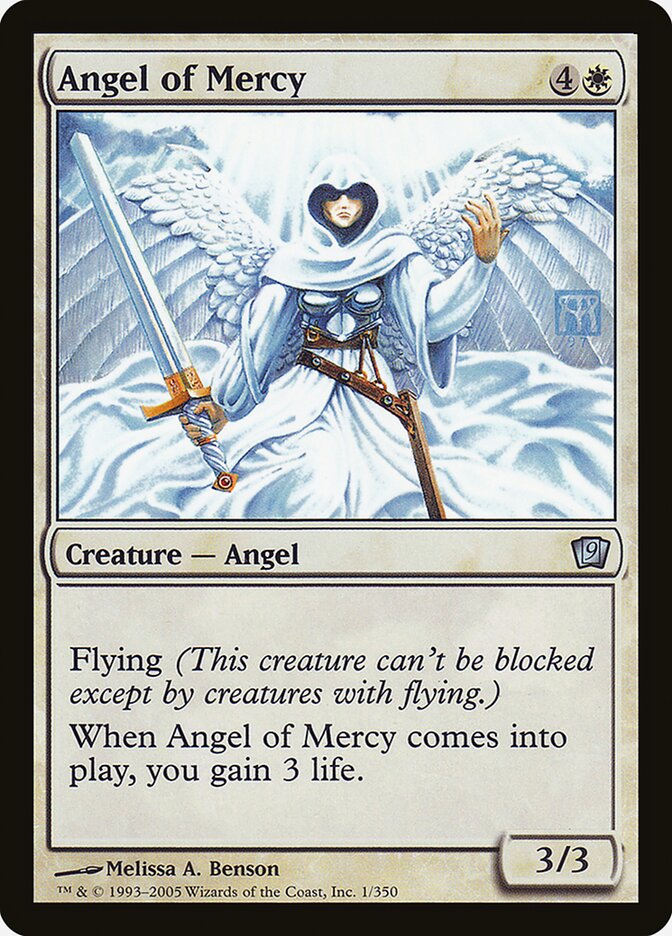 Angel of Mercy 4
Creature — Angel 9
Flying (This creature can't be blocked
except by creatures with flying.)
When Angel of Mercy comes into
play, you gain 3 life.
3/3
Melissa A. Benson
™ & © 1993–2005 Wizards of the Coast, Inc. 1/350
97